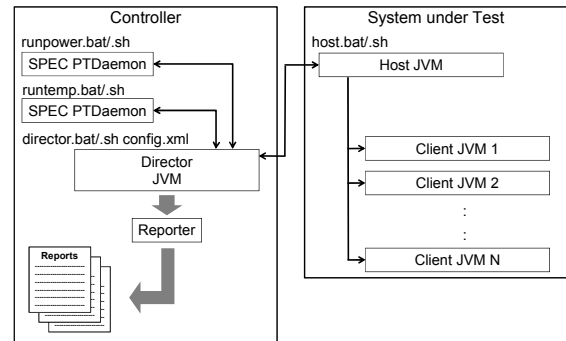 Controller
runpower.bat/.sh
SPEC PTDaemon
runtemp.bat/.sh
SPEC PTDaemon
director.bat/.sh config.xml
Director
JVM
Reporter
Reports
System under Test
host.bat/.sh
Host JVM
Client JVM 1
Client JVM 2
:
:
Client JVM N